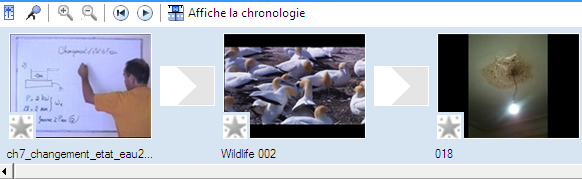 Affiche la chronologie
ch7_changement_etat_eau2...
Wildlife 002
018